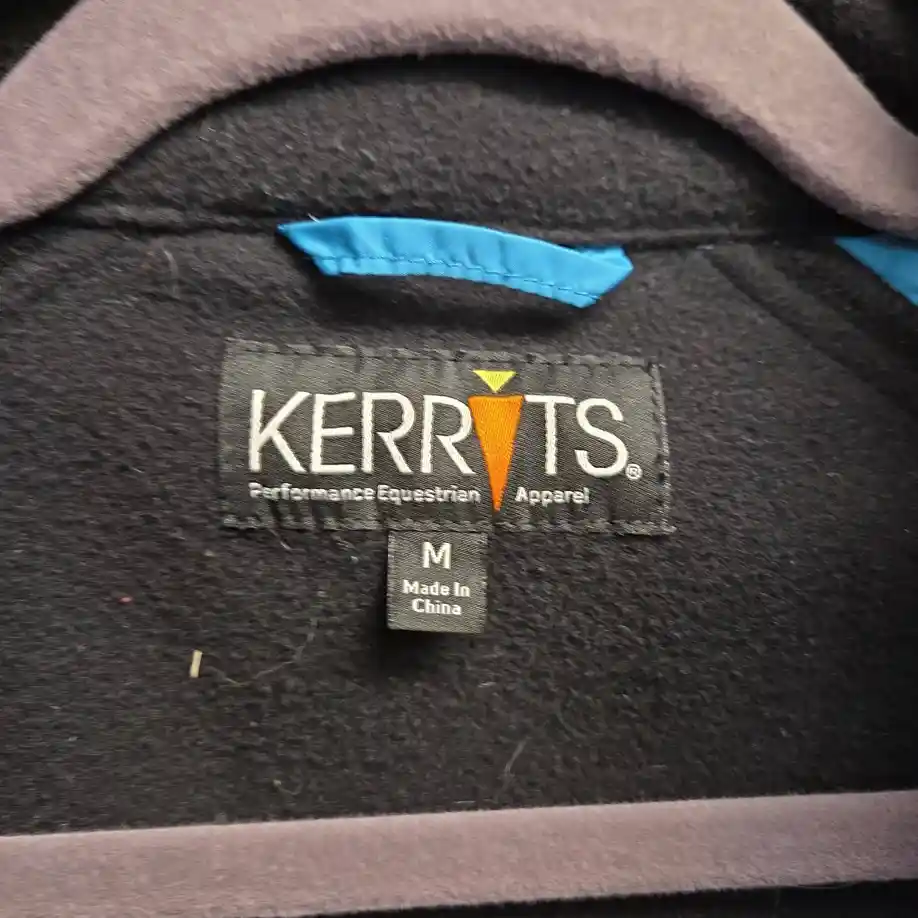 KERRITS®
Performance Equestrian Apparel
M
Made In
China